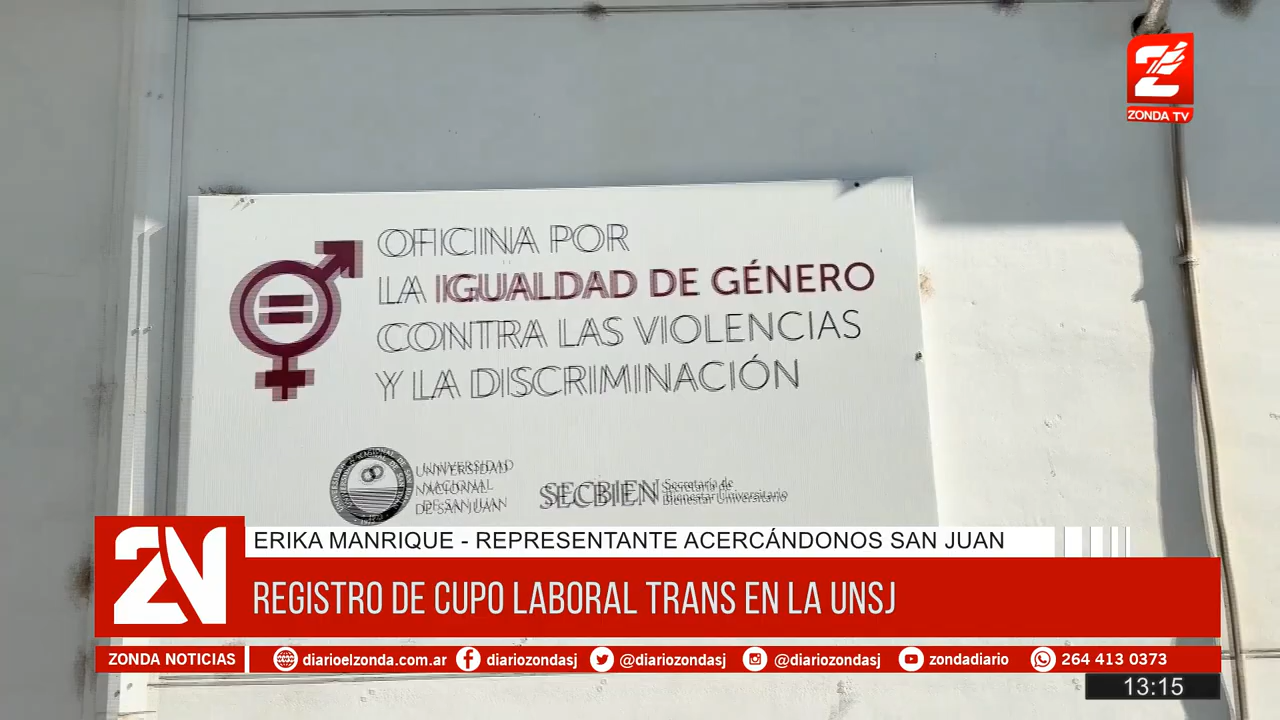 ZONDA TV
OFICINA POR
LA IGUALDAD DE GÉNERO
CONTRA LAS VIOLENCIAS
Y LA DISCRIMINACIÓN
UNIVERSIDAD
NACIONAL
DE SAN JUAN
SECBIEN
Secretaría de
Bienestar Universitario
ZN
ERIKA MANRIQUE - REPRESENTANTE ACERCÁNDONOS SAN JUAN
REGISTRO DE CUPO LABORAL TRANS EN LA UNSJ
ZONDA NOTICIAS
diarioelzonda.com.ar
diariozondasj
@diariozondasj
@diariozondasj
zondadiario
264 413 0373
13:15